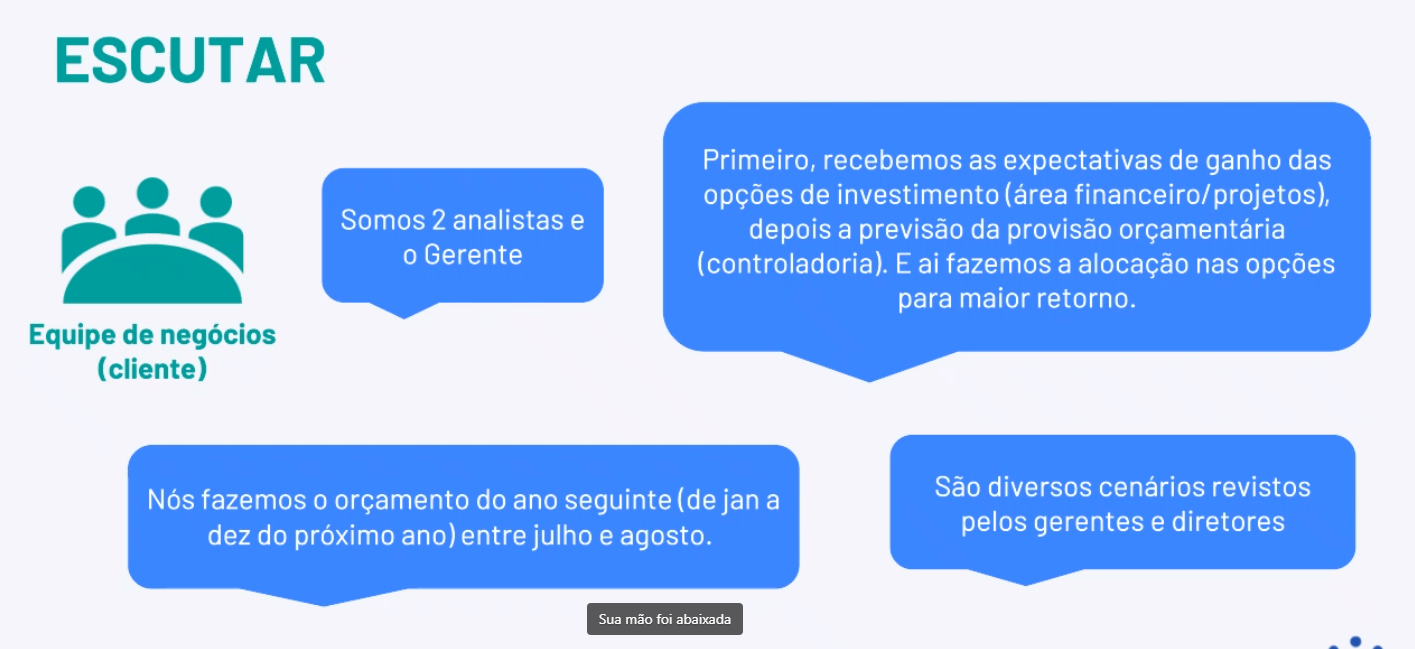 ESCUTAR
Equipe de negócios
(cliente)
Somos 2 analistas e
o Gerente
Primeiro, recebemos as expectativas de ganho das
opções de investimento (área financeiro/projetos),
depois a previsão da provisão orçamentária
(controladoria). E ai fazemos a alocação nas opções
para maior retorno.
Nós fazemos o orçamento do ano seguinte (de jan a
dez do próximo ano) entre julho e agosto.
São diversos cenários revistos
pelos gerentes e diretores
Sua mão foi abaixada